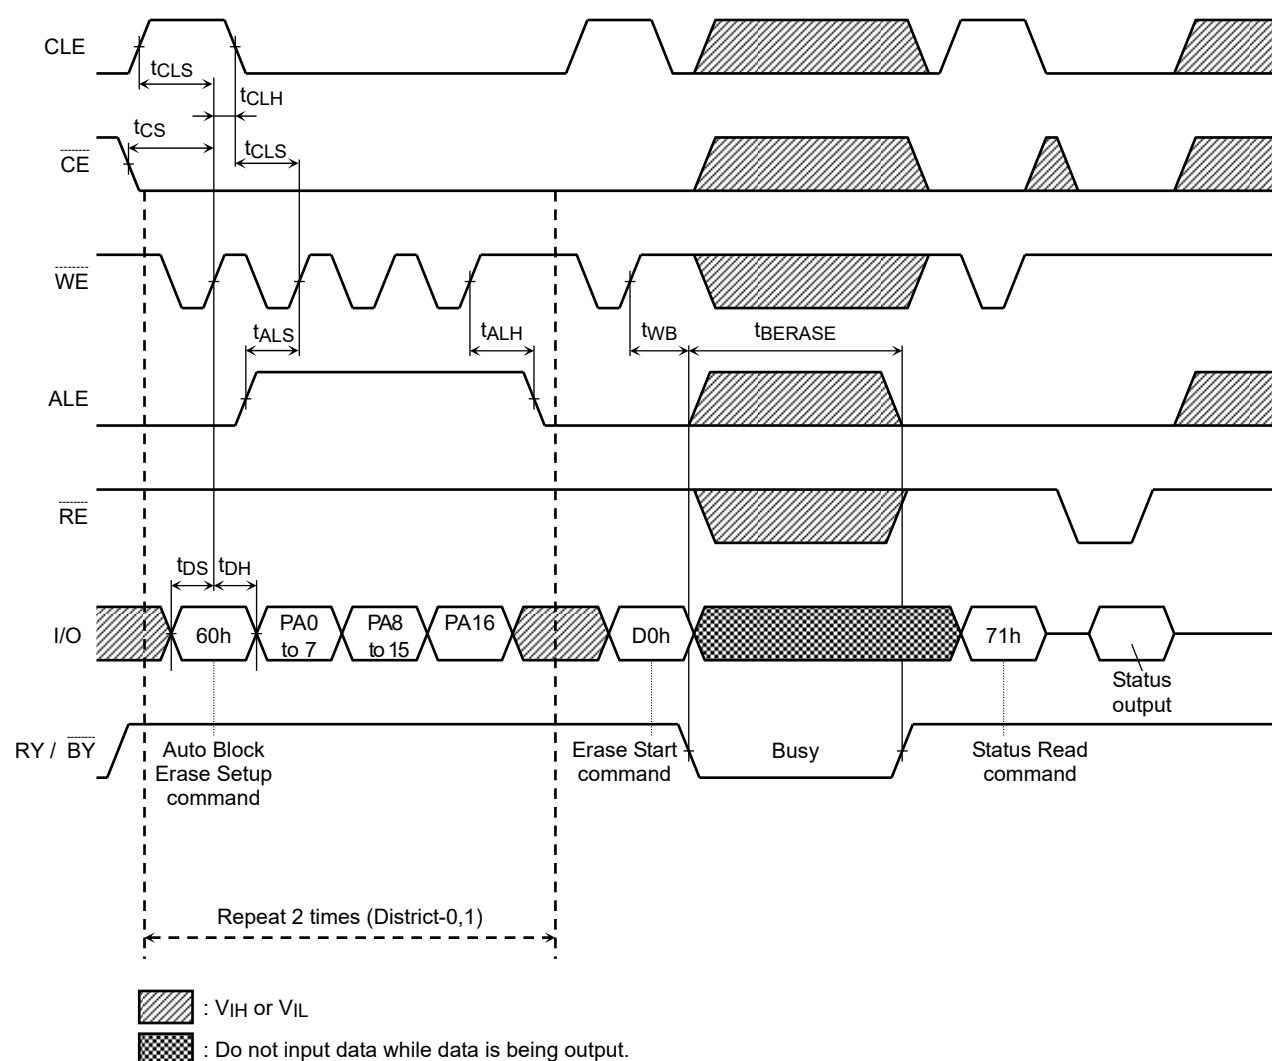 CLE
tCLS
tCLH
tCS
CE
tCLS
WE
tALS
tALH
tWB
tBERASE
ALE
RE
tDS
tDH
I/O
60h
PA0
to 7
PA8
to 15
PA16
D0h
71h
Status
output
RY / BY
Auto Block
Erase Setup
command
Erase Start
command
Busy
Status Read
command
Repeat 2 times (District-0,1)
: VIH or VIL
: Do not input data while data is being output.